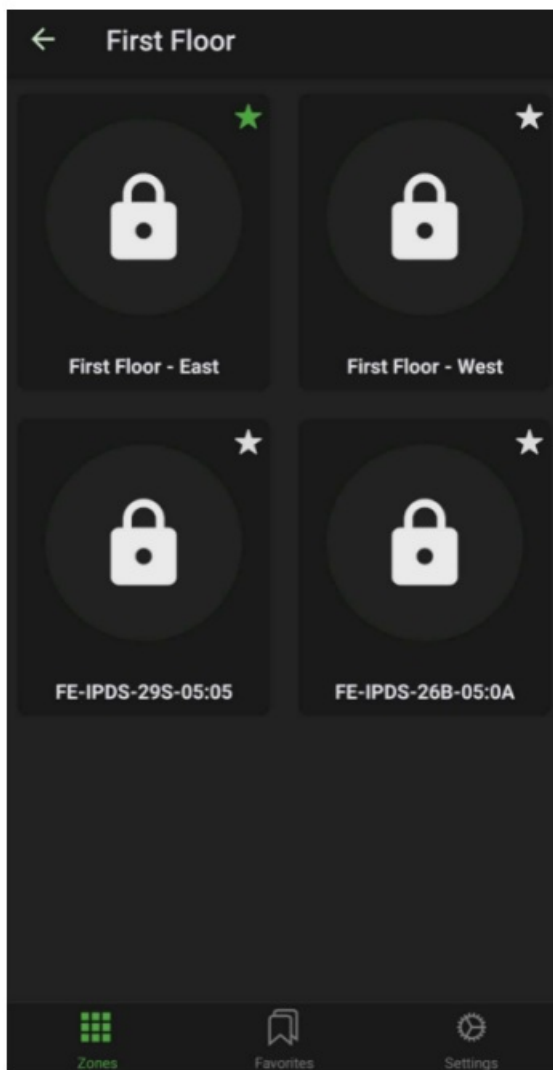 First Floor
First Floor - East
First Floor - West
FE-IPDS-29S-05:05
FE-IPDS-26B-05:0A
Zones
Favorites
Settings